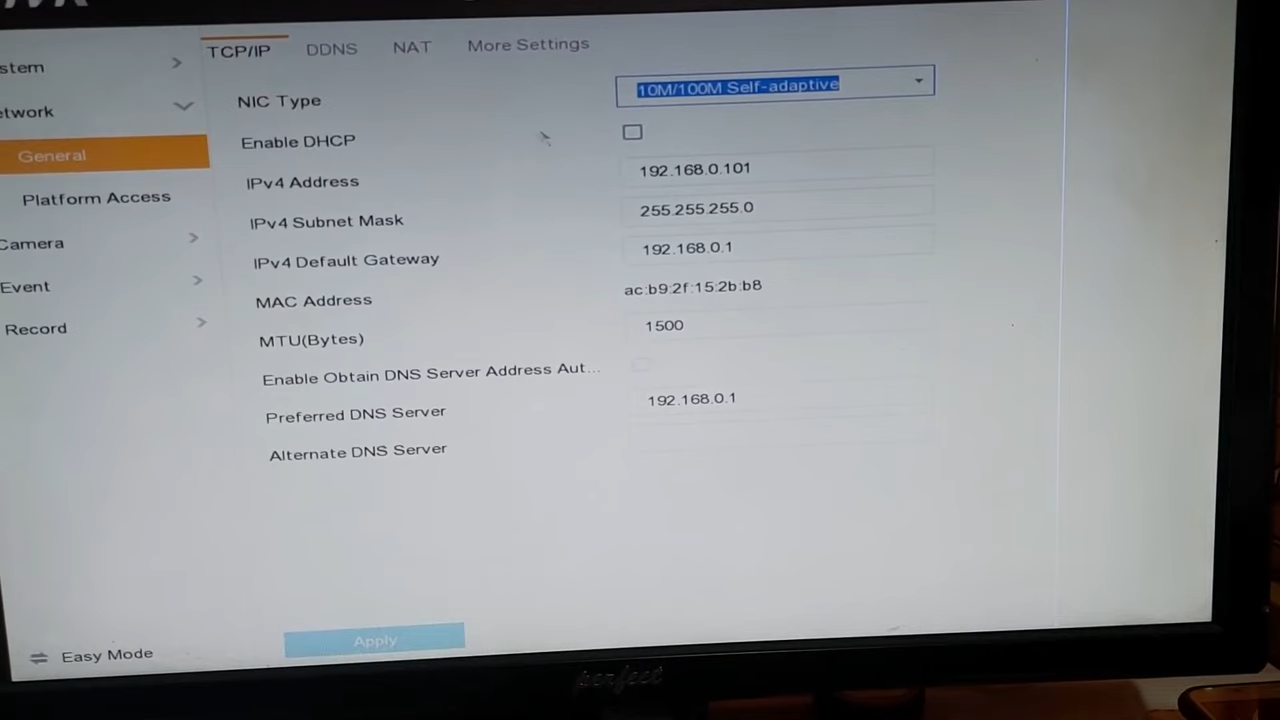 TCP/IP DDNS NAT More Settings
stem
NIC Type 10M/100M Self-adaptive
etwork
Enable DHCP
General
IPv4 Address 192.168.0.101
Platform Access
IPv4 Subnet Mask 255.255.255.0
Camera
IPv4 Default Gateway 192.168.0.1
Event
MAC Address ac:b9:2f:15:2b:b8
Record
MTU(Bytes) 1500
Enable Obtain DNS Server Address Aut...
Preferred DNS Server 192.168.0.1
Alternate DNS Server
Easy Mode
Apply
perfect